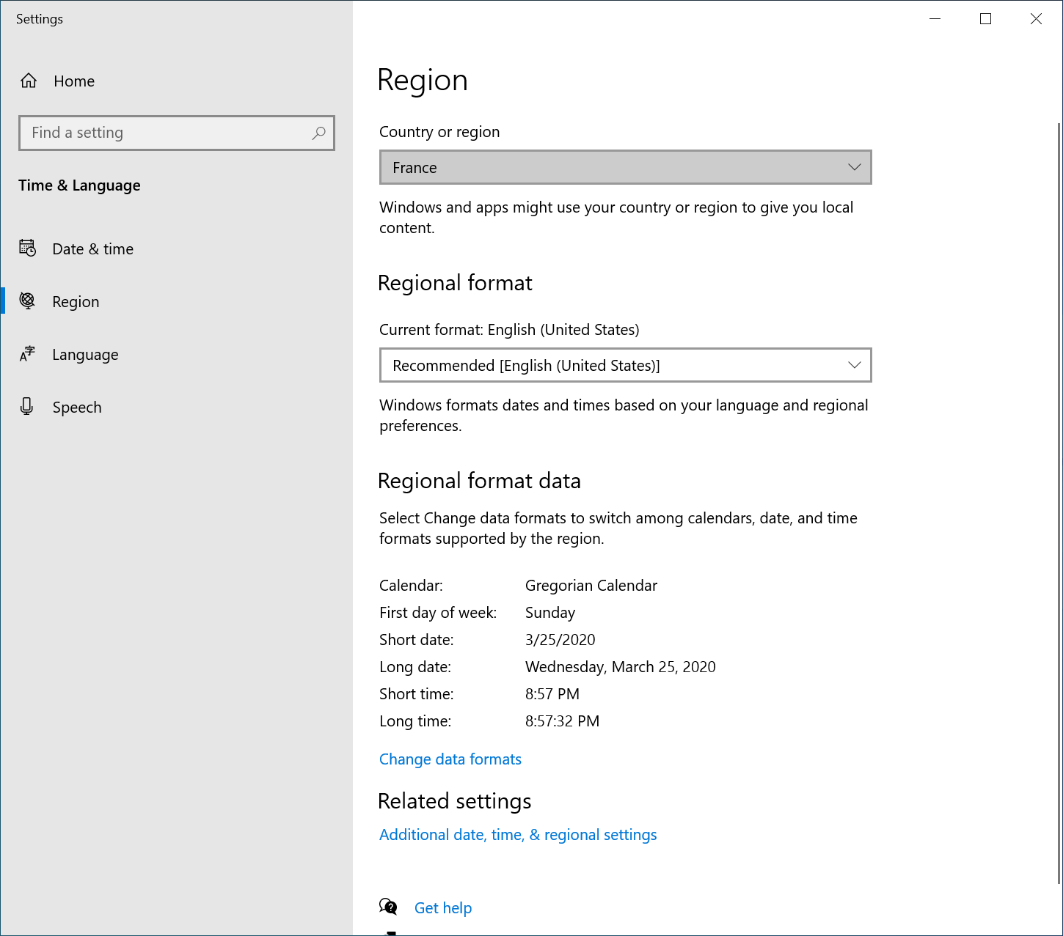 Settings
Home
Find a setting
Time & Language
Date & time
Region
Language
Speech
Region
Country or region
France
Windows and apps might use your country or region to give you local
content.
Regional format
Current format: English (United States)
Recommended [English (United States)]
Windows formats dates and times based on your language and regional
preferences.
Regional format data
Select Change data formats to switch among calendars, date, and time
formats supported by the region.
Calendar: Gregorian Calendar
First day of week: Sunday
Short date: 3/25/2020
Long date: Wednesday, March 25, 2020
Short time: 8:57 PM
Long time: 8:57:32 PM
Change data formats
Related settings
Additional date, time, & regional settings
Get help